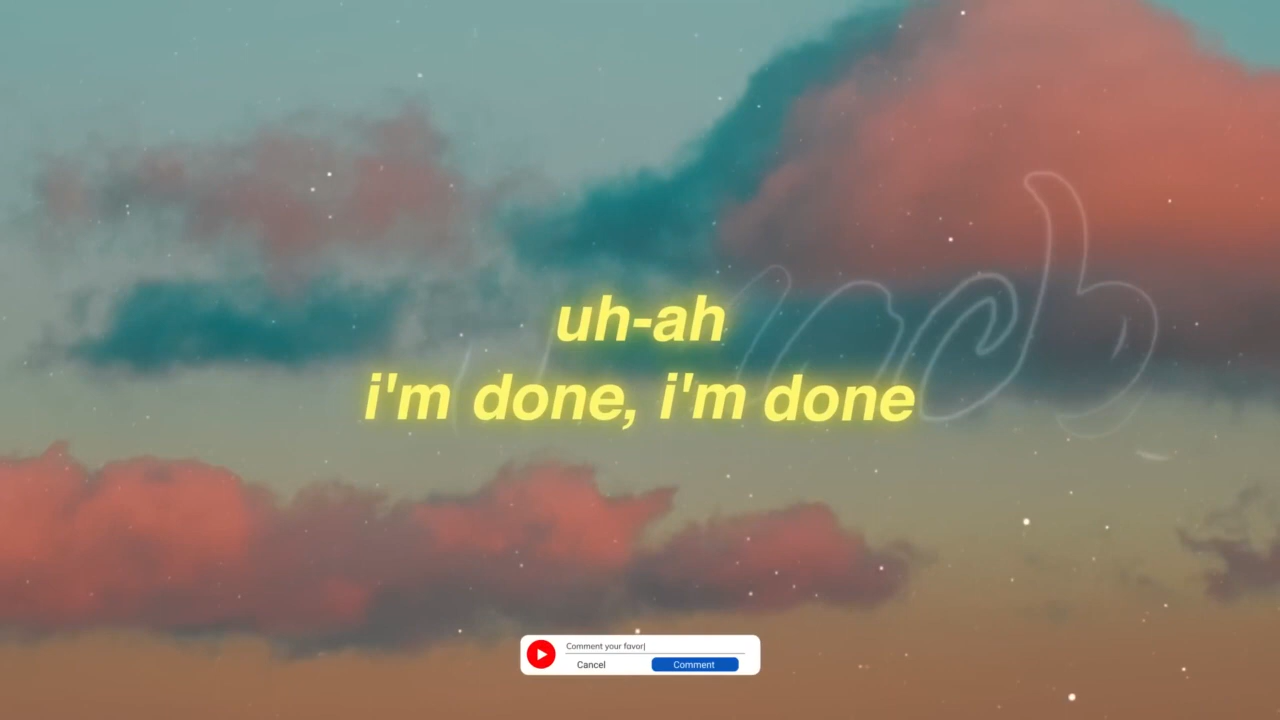 uh-ah
i'm done, i'm done
Comment your favor
Cancel
Comment